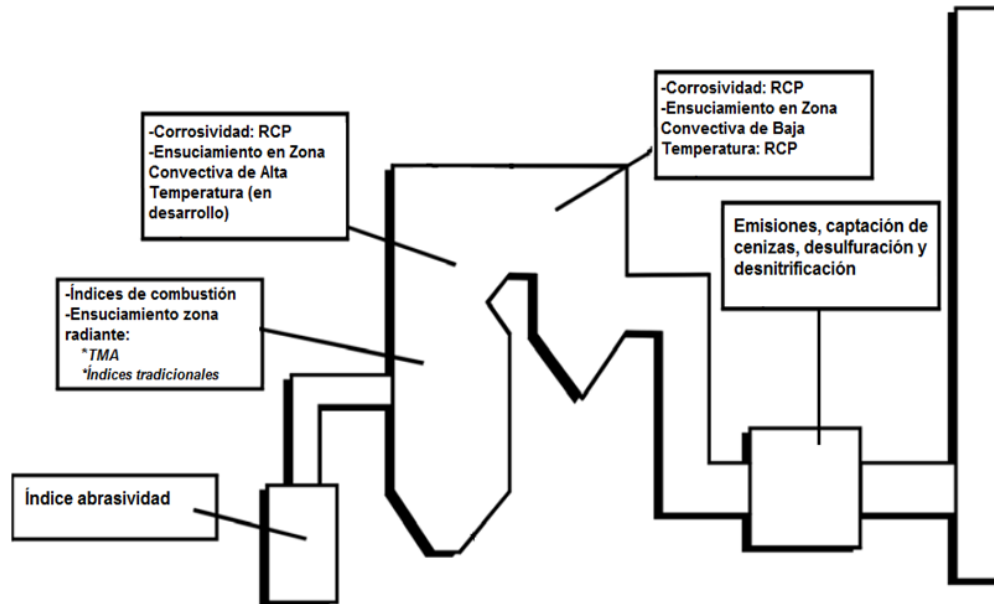 -Corrosividad: RCP
-Ensuciamiento en Zona
Convectiva de Alta
Temperatura (en
desarrollo)
-Corrosividad: RCP
-Ensuciamiento en Zona
Convectiva de Baja
Temperatura: RCP
Emisiones, captación de
cenizas, desulfuración y
desnitrificación
-Índices de combustión
-Ensuciamiento zona
radiante:
*TMA
*Índices tradicionales
Índice abrasividad